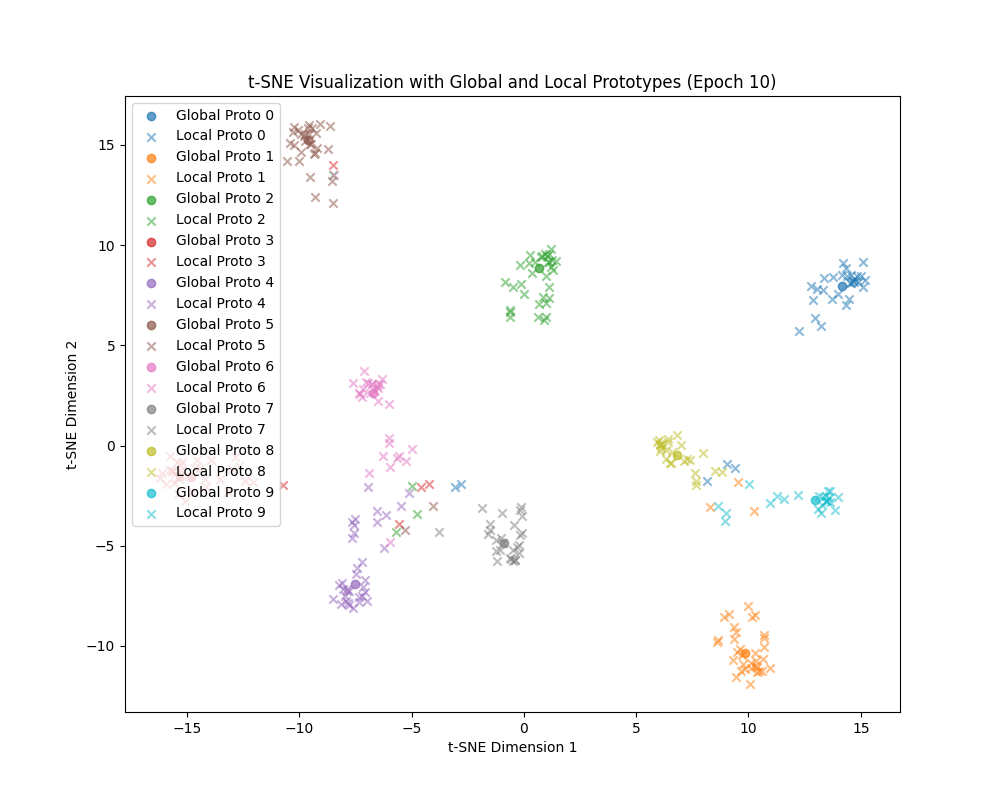 t-SNE Visualization with Global and Local Prototypes (Epoch 10)
Global Proto 0
Local Proto 0
Global Proto 1
Local Proto 1
Global Proto 2
Local Proto 2
Global Proto 3
Local Proto 3
Global Proto 4
Local Proto 4
Global Proto 5
Local Proto 5
Global Proto 6
Local Proto 6
Global Proto 7
Local Proto 7
Global Proto 8
Local Proto 8
Global Proto 9
Local Proto 9
t-SNE Dimension 2
15
10
5
0
−5
−10
−15 −10 −5 0 5 10 15
t-SNE Dimension 1